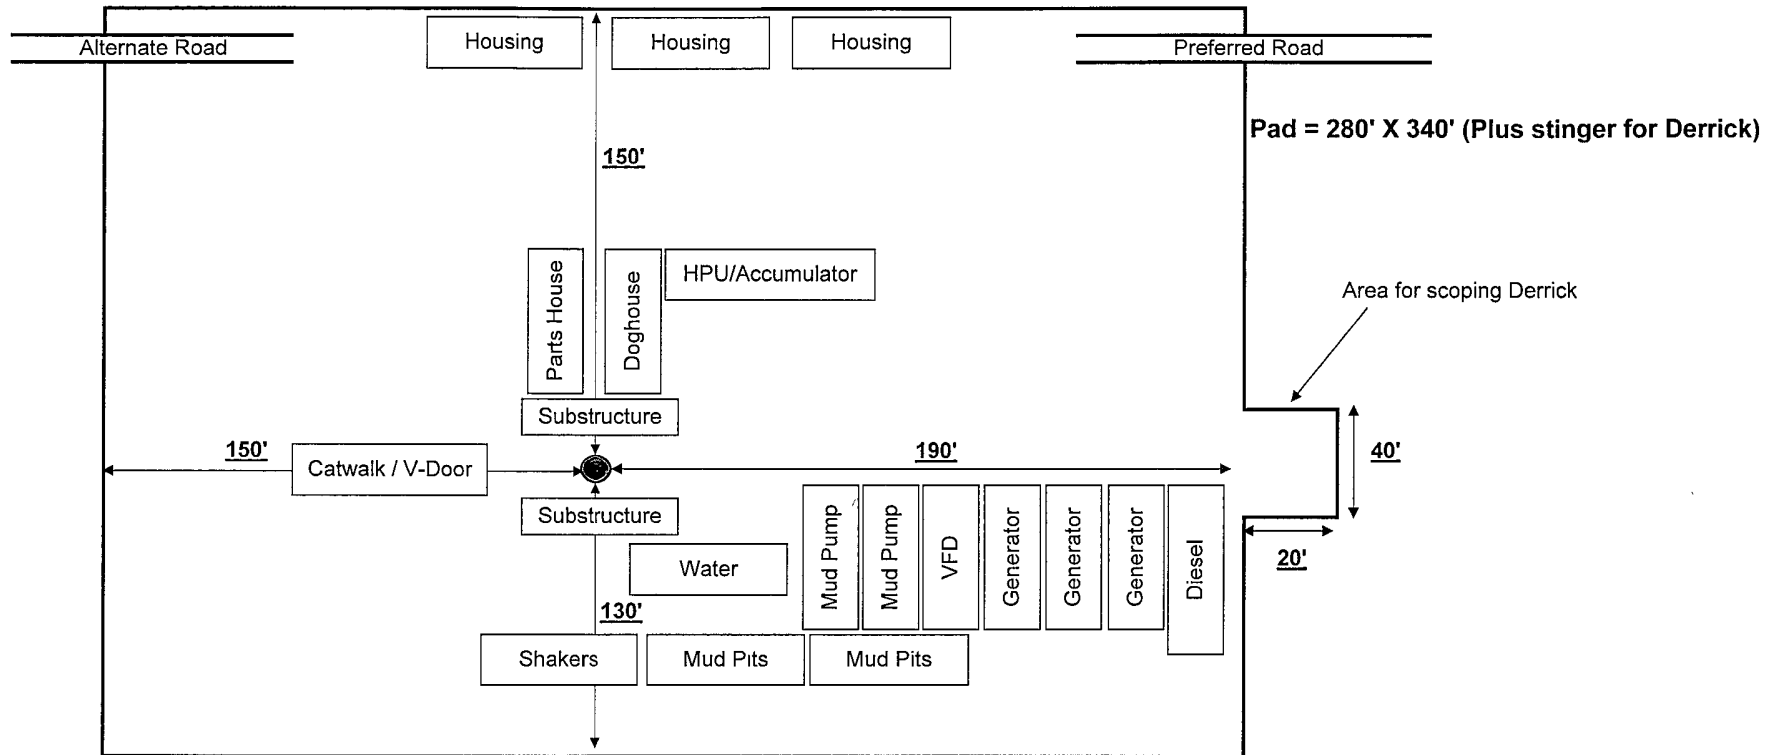 Alternate Road
Housing
Housing
Housing
Preferred Road
Pad = 280' X 340' (Plus stinger for Derrick)
150'
Parts House
Doghouse
HPU/Accumulator
Area for scoping Derrick
Substructure
150'
Catwalk / V-Door
190'
40'
Substructure
Water
Mud Pump
Mud Pump
VFD
Generator
Generator
Generator
Diesel
20'
130'
Shakers
Mud Pits
Mud Pits